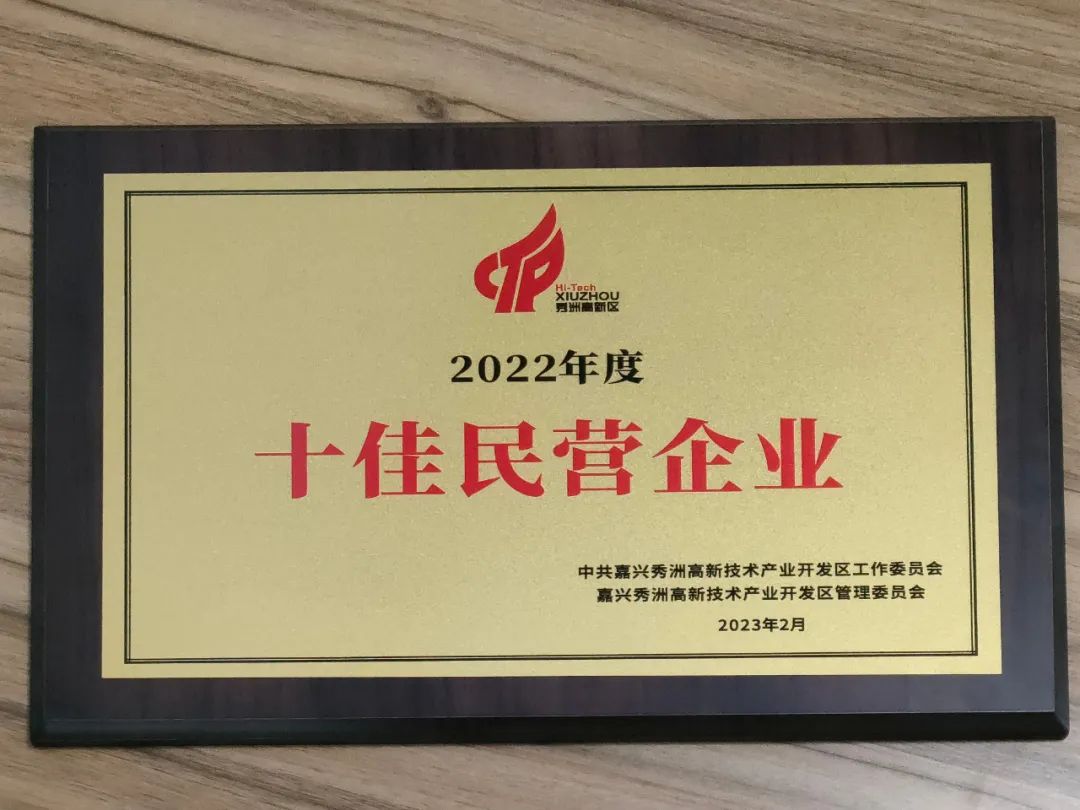 CTP
Hi-Tech
XIUZHOU
秀洲高新区
2022年度
十佳民营企业
中共嘉兴秀洲高新技术产业开发区工作委员会
嘉兴秀洲高新技术产业开发区管理委员会
2023年2月